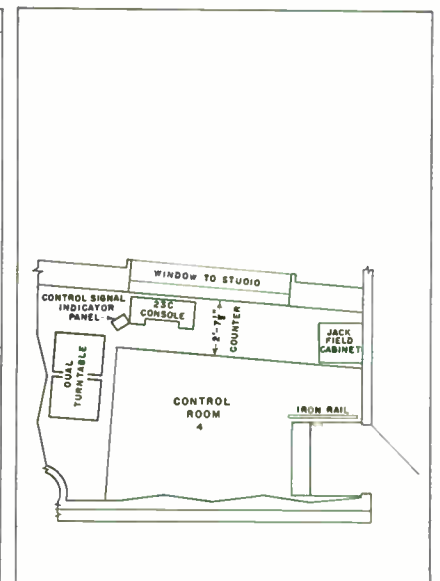 WINDOW TO STUDIO
CONTROL SIGNAL
INDICATOR
PANEL
23C
CONSOLE
2'-7½"
COUNTER
JACK
FIELD
CABINET
DUAL
TURNTABLE
CONTROL
ROOM
4
IRON RAIL